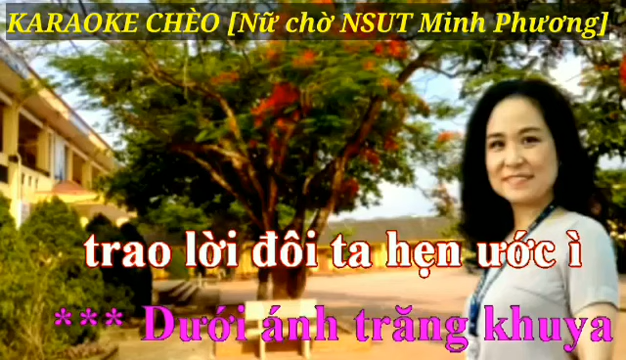 KARAOKE CHÈO [Nữ chờ NSUT Minh Phương]
trao lời đôi ta hẹn ước ì
*** Dưới ánh trăng khuya